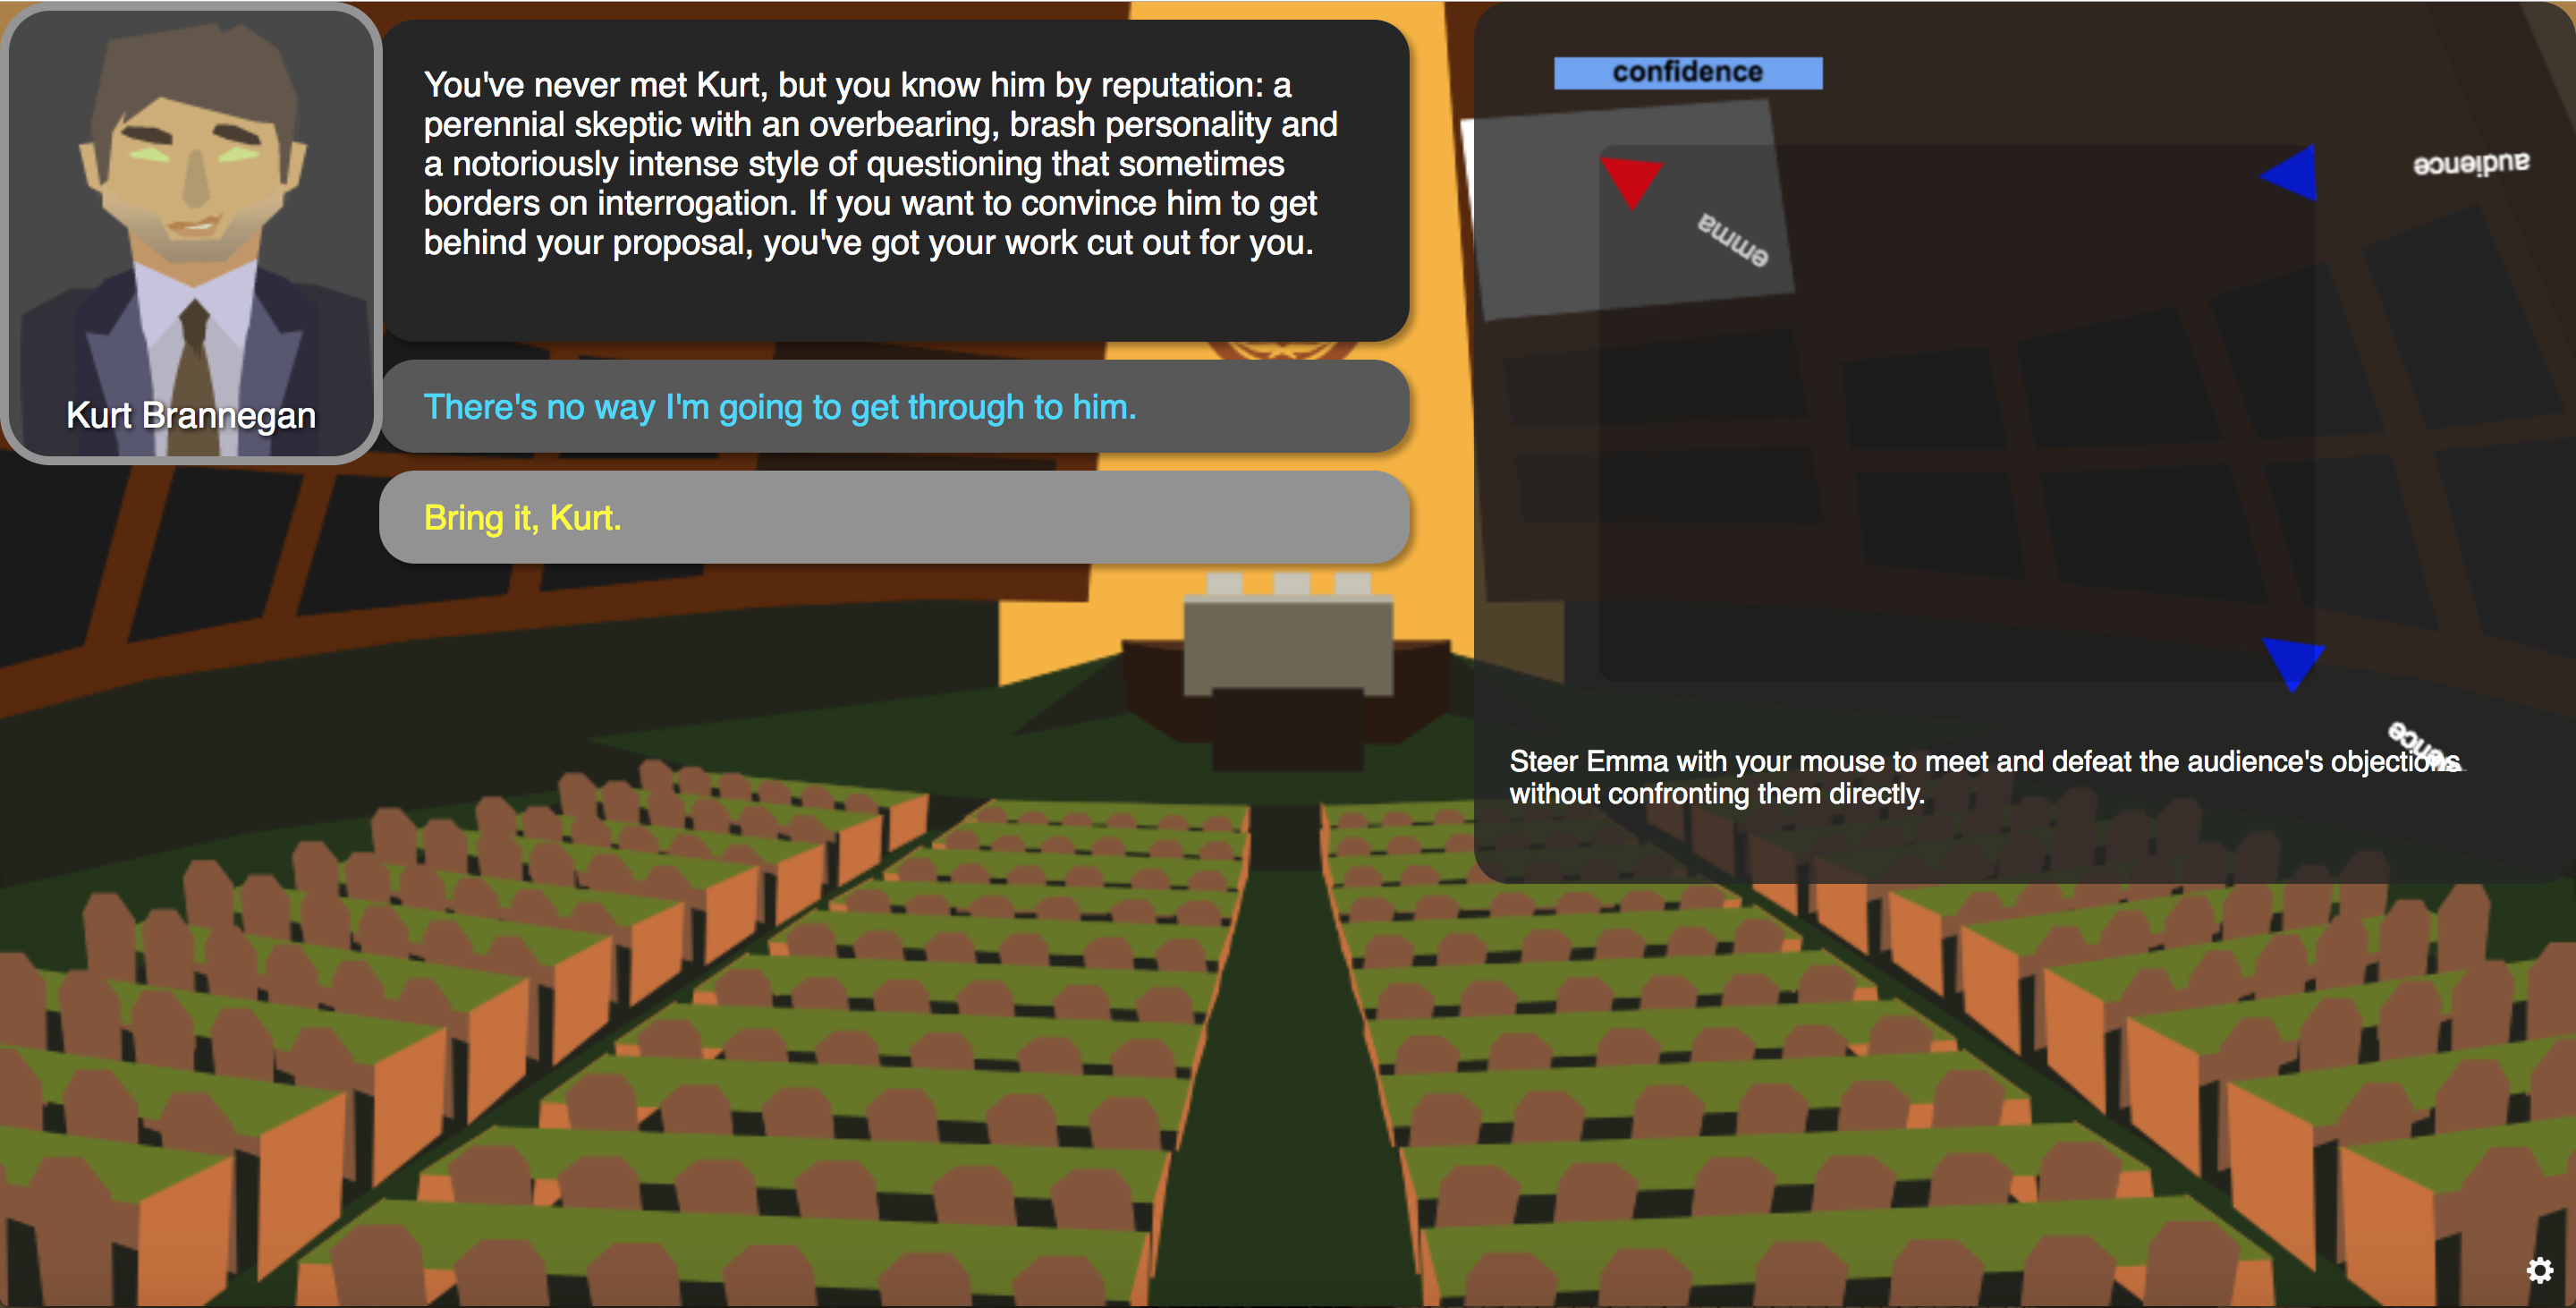 You've never met Kurt, but you know him by reputation: a
perennial skeptic with an overbearing, brash personality and
a notoriously intense style of questioning that sometimes
borders on interrogation. If you want to convince him to get
behind your proposal, you've got your work cut out for you.
Kurt Brannegan
There's no way I'm going to get through to him.
Bring it, Kurt.
confidence
emma
audience
ience
Steer Emma with your mouse to meet and defeat the audience's objections
without confronting them directly.